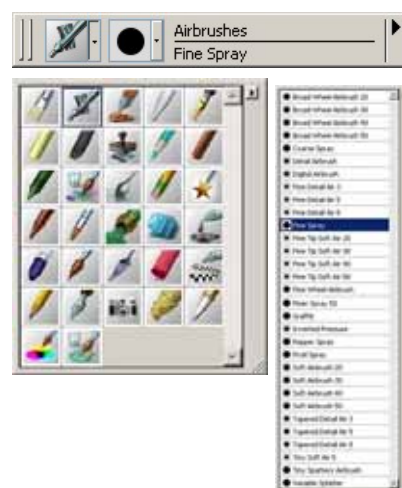 Airbrushes
Fine Spray
Broad Wheel Airbrush 20
Broad Wheel Airbrush 30
Broad Wheel Airbrush 40
Broad Wheel Airbrush 50
Coarse Spray
Detail Airbrush
Digital Airbrush
Fine Detail Air 3
Fine Detail Air 5
Fine Detail Air 8
Fine Spray
Fine Tip Soft Air 20
Fine Tip Soft Air 30
Fine Tip Soft Air 40
Fine Tip Soft Air 50
Fine Wheel Airbrush
Finer Spray 50
Graffiti
Inverted Pressure
Pepper Spray
Pixel Spray
Soft Airbrush 20
Soft Airbrush 30
Soft Airbrush 40
Soft Airbrush 50
Tapered Detail Air 3
Tapered Detail Air 5
Tapered Detail Air 8
Tiny Soft Air 5
Tiny Spattery Airbrush
Variable Splatter